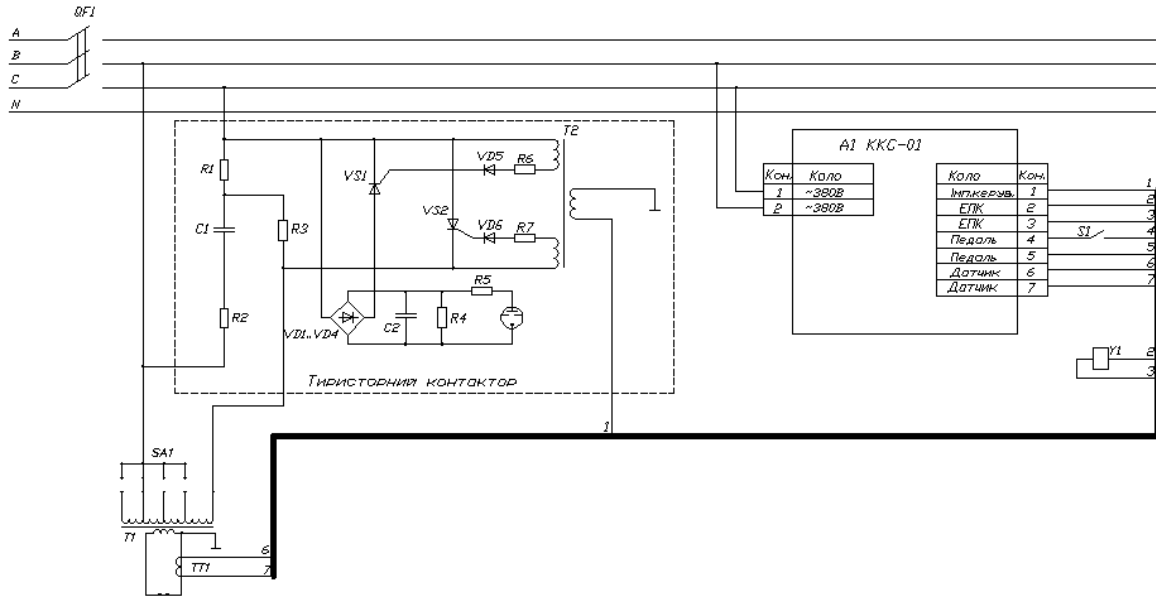 QF1
A
B
C
N
T2
A1 ККС-01
R1
VD5
R6
VS1
Кон.
Коло
Коло
Кон.
1
~380В
Імп.керув.
1
1
2
~380В
ЕПК
2
2
VS2
ЕПК
3
3
C1
R3
VD6
R7
Педаль
4
S1
4
Педаль
5
5
Датчик
6
6
R5
Датчик
7
7
R2
VD1..VD4
C2
R4
Y1
2
3
Тиристорний контактор
1
SA1
T1
6
TT1
7